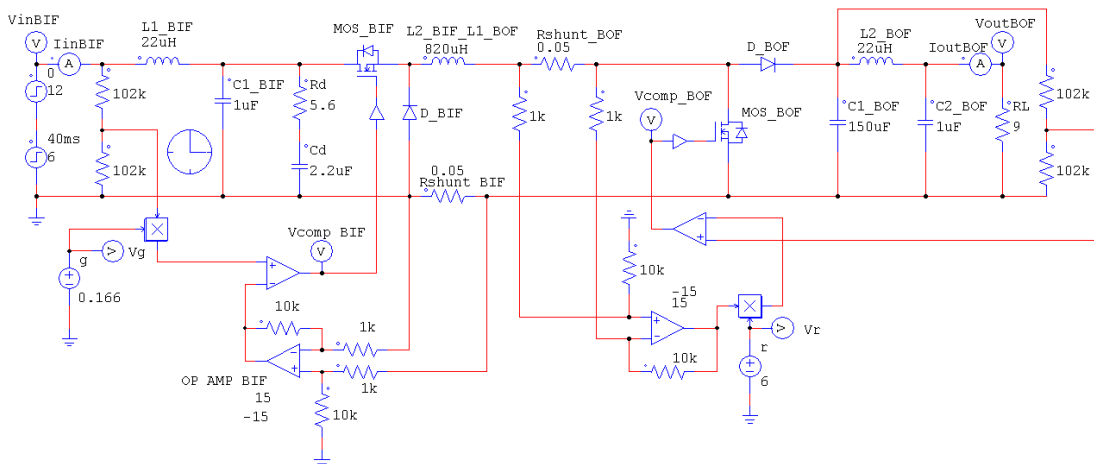 VinBIF
V
IinBIF
A
0
12
40ms
6
L1_BIF
22uH
102k
102k
C1_BIF
1uF
Rd
5.6
Cd
2.2uF
MOS_BIF
D_BIF
L2_BIF_L1_BOF
820uH
Rshunt_BOF
0.05
1k
1k
0.05
Rshunt BIF
Vcomp_BOF
V
MOS_BOF
D_BOF
L2_BOF
22uH
IoutBOF
A
VoutBOF
V
C1_BOF
150uF
C2_BOF
1uF
RL
9
102k
102k
g
V
Vg
0.166
Vcomp BIF
V
10k
1k
1k
OP AMP BIF
15
-15
10k
10k
-15
15
10k
V
Vr
r
6